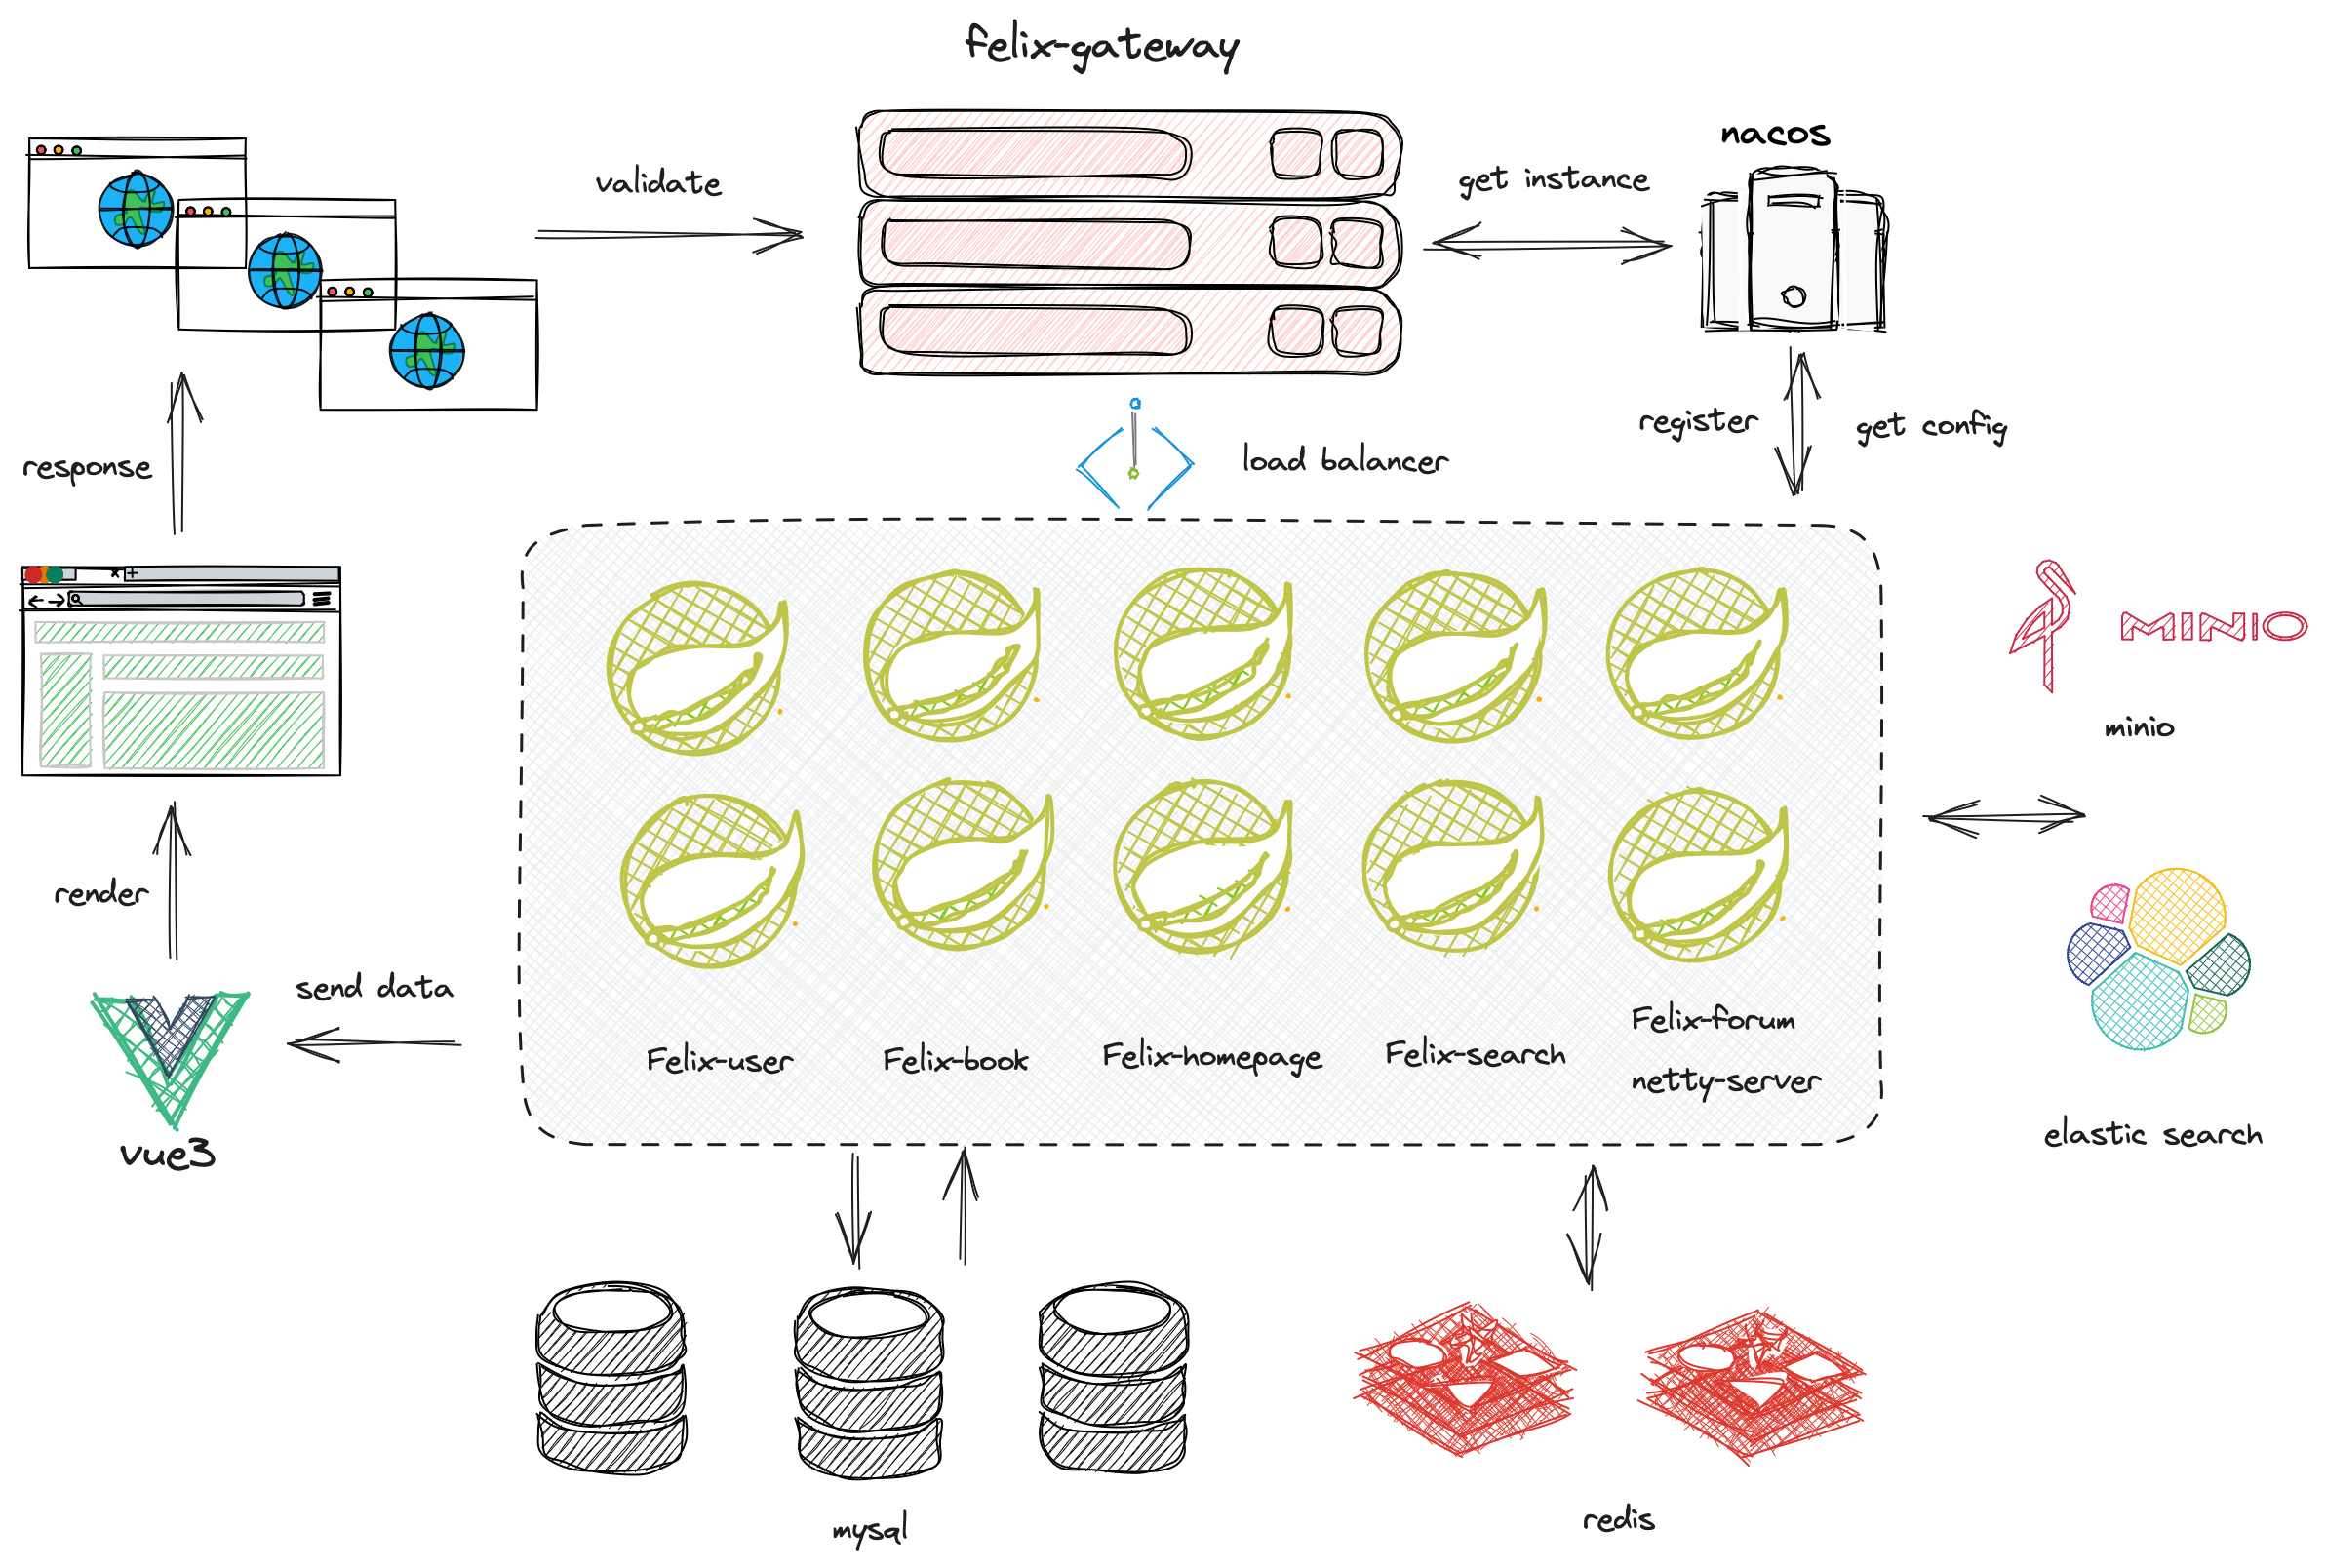 felix-gateway
nacos
validate
get instance
register
get config
load balancer
response
MINIO
minio
render
send data
vue3
Felix-user
Felix-book
Felix-homepage
Felix-search
Felix-forum
netty-server
elastic search
mysql
redis